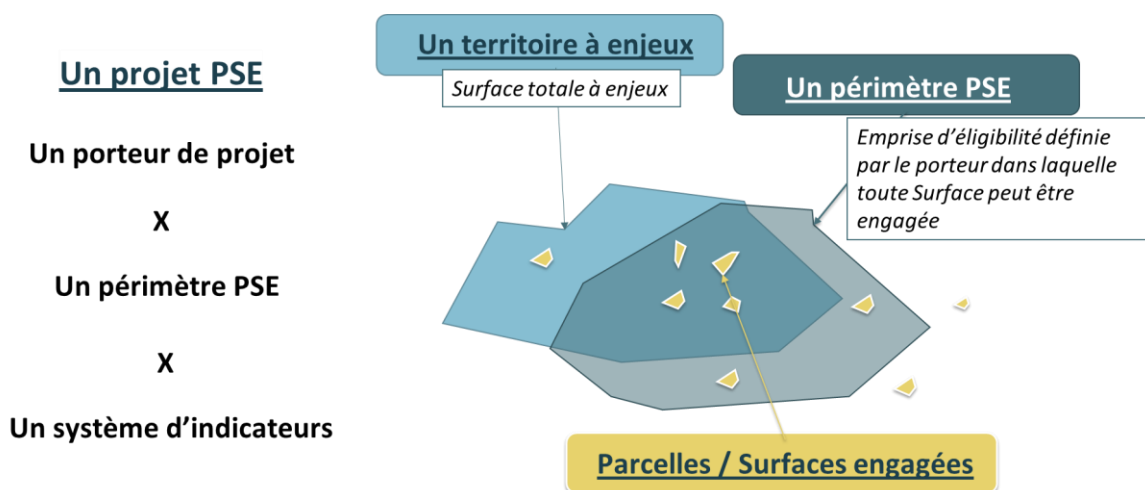 Un projet PSE
Un porteur de projet
X
Un périmètre PSE
X
Un système d'indicateurs
Un territoire à enjeux
Surface totale à enjeux
Un périmètre PSE
Emprise d'éligibilité définie
par le porteur dans laquelle
toute Surface peut être
engagée
Parcelles / Surfaces engagées